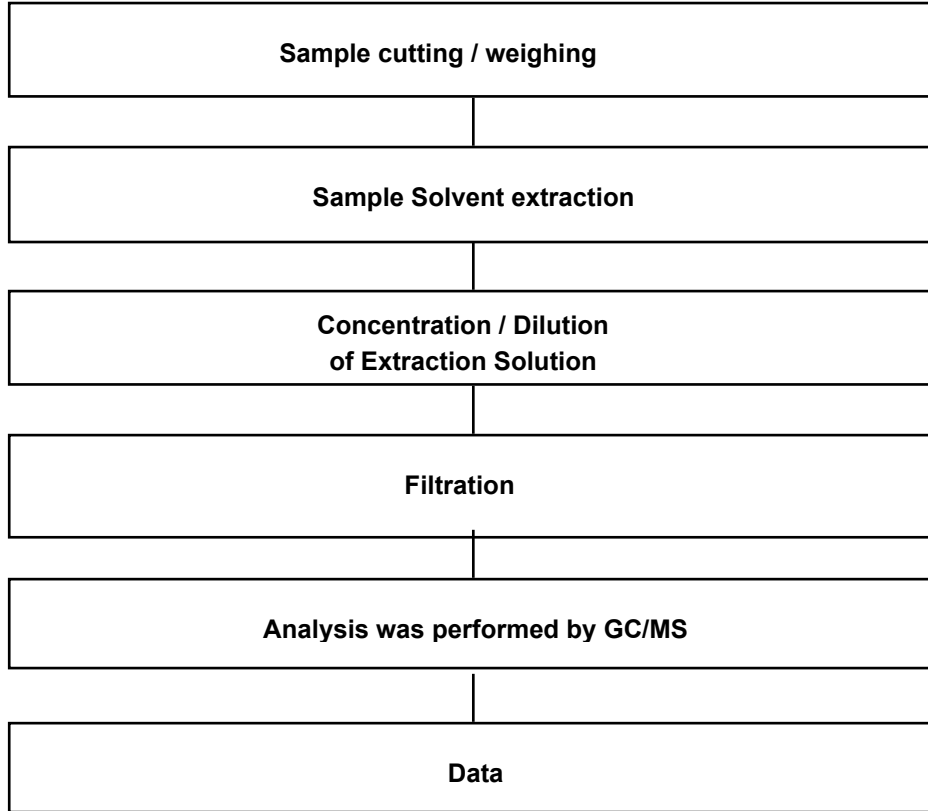 Sample cutting / weighing
Sample Solvent extraction
Concentration / Dilution
of Extraction Solution
Filtration
Analysis was performed by GC/MS
Data